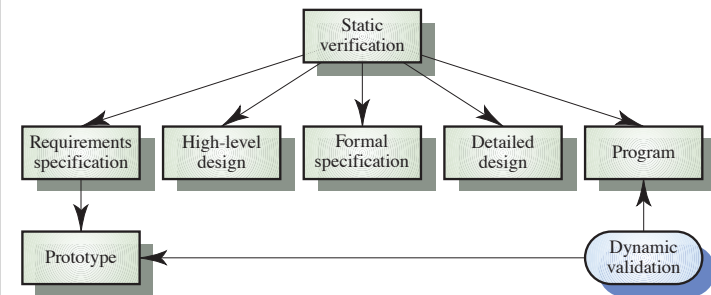 Static
verification
Requirements
specification
High-level
design
Formal
specification
Detailed
design
Program
Prototype
Dynamic
validation